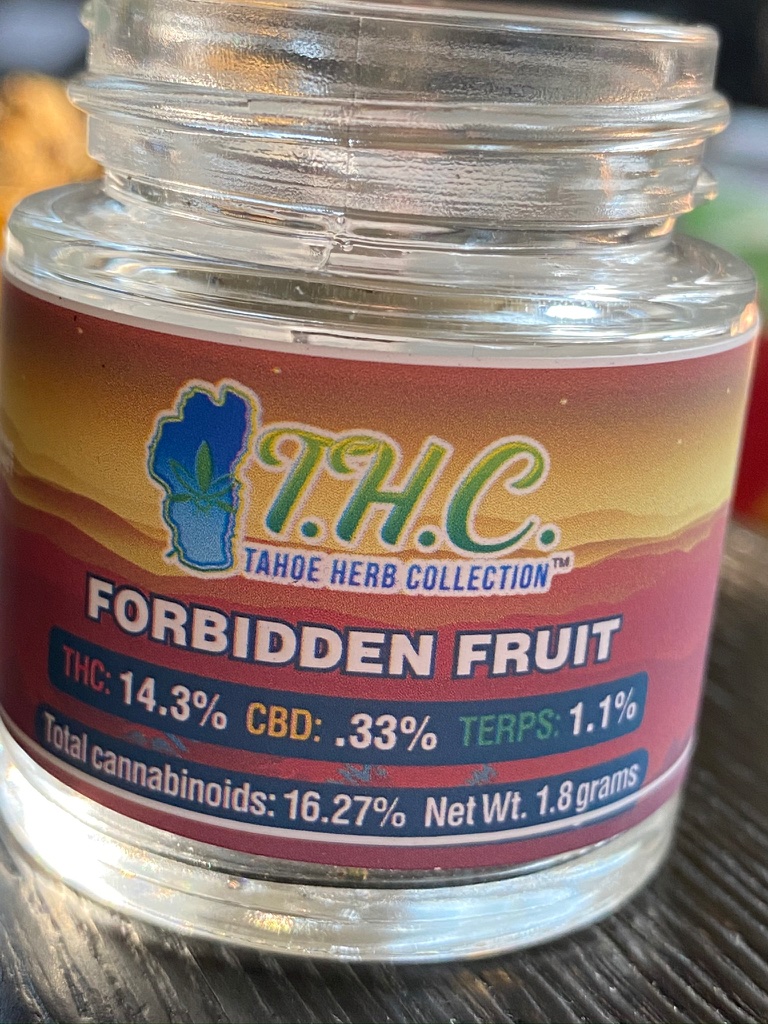 T.H.C.
TAHOE HERB COLLECTION™
FORBIDDEN FRUIT
THC: 14.3% CBD: .33% TERPS: 1.1%
Total cannabinoids: 16.27% Net Wt. 1.8 grams